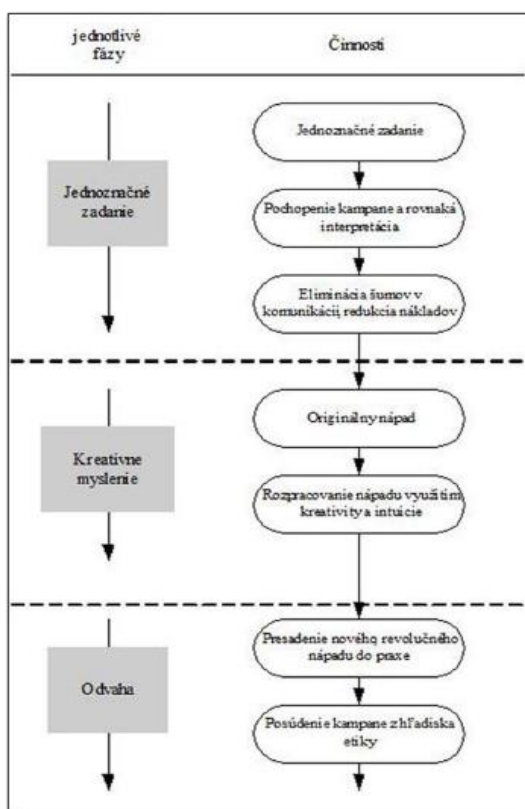 jednotlivé
fázy
Činnosti
Jednoznačné zadanie
Jednoznačné
zadanie
Pochopenie kampane a rovnaká
interpretácia
Eliminácia šumov v
komunikácii, redukcia nákladov
Originálny nápad
Kreatívne
myslenie
Rozpracovanie nápadu využitím
kreativity a intuície
Presadenie nového, revolučného
nápadu do praxe
Odvaha
Posúdenie kampane z hľadiska
etiky